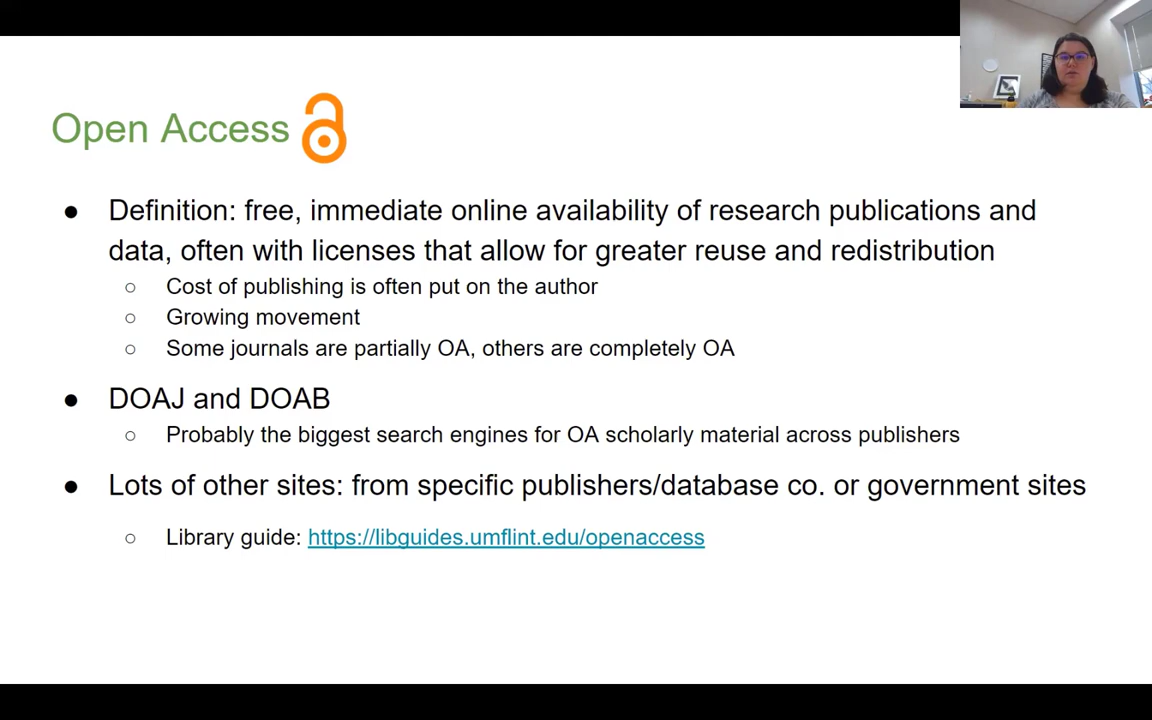 Open Access
● Definition: free, immediate online availability of research publications and
data, often with licenses that allow for greater reuse and redistribution
○ Cost of publishing is often put on the author
○ Growing movement
○ Some journals are partially OA, others are completely OA
● DOAJ and DOAB
○ Probably the biggest search engines for OA scholarly material across publishers
● Lots of other sites: from specific publishers/database co. or government sites
○ Library guide: https://libguides.umflint.edu/openaccess